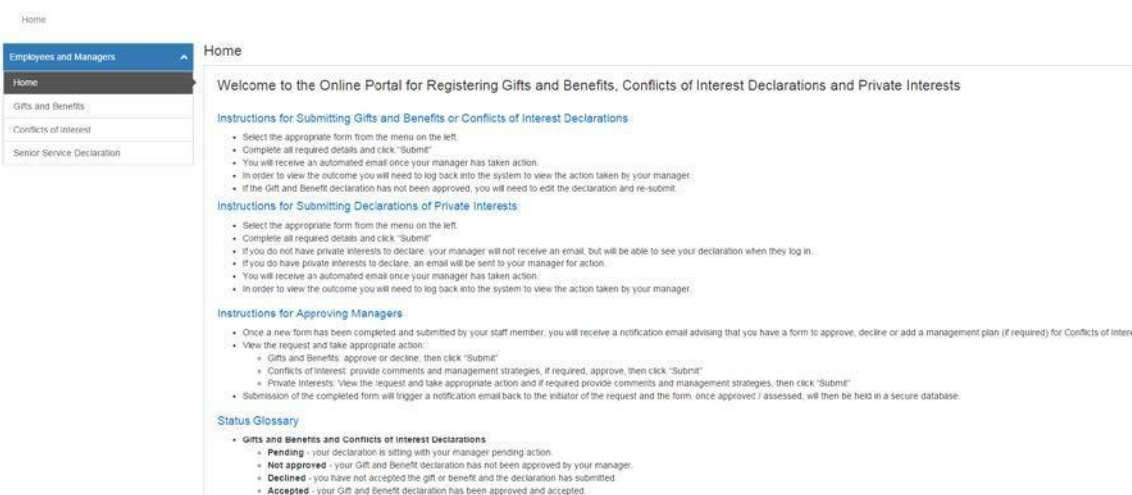 Home
Employees and Managers
Home
Gifts and Benefits
Conflicts of Interest
Senior Service Declaration
Home
Welcome to the Online Portal for Registering Gifts and Benefits, Conflicts of Interest Declarations and Private Interests
Instructions for Submitting Gifts and Benefits or Conflicts of Interest Declarations
• Select the appropriate form from the menu on the left.
• Complete all required details and click "Submit"
• You will receive an automated email once your manager has taken action.
• In order to view the outcome you will need to log back into the system to view the action taken by your manager.
• If the Gift and Benefit declaration has not been approved, you will need to edit the declaration and re-submit.
Instructions for Submitting Declarations of Private Interests
• Select the appropriate form from the menu on the left.
• Complete all required details and click "Submit"
• If you do not have private interests to declare, your manager will not receive an email, but will be able to see your declaration when they log in.
• If you do have private interests to declare, an email will be sent to your manager for action.
• You will receive an automated email once your manager has taken action.
• In order to view the outcome you will need to log back into the system to view the action taken by your manager.
Instructions for Approving Managers
• Once a new form has been completed and submitted by your staff member, you will receive a notification email advising that you have a form to approve, decline or add a management plan (if required) for Conflicts of Intere
• View the request and take appropriate action:
Gifts and Benefits: approve or decline, then click "Submit"
Conflicts of Interest: provide comments and management strategies, if required, approve, then click "Submit"
Private Interests: View the request and take appropriate action and if required provide comments and management strategies, then click "Submit"
• Submission of the completed form will trigger a notification email back to the initiator of the request and the form, once approved / assessed, will then be held in a secure database.
Status Glossary
• Gifts and Benefits and Conflicts of Interest Declarations
Pending - your declaration is sitting with your manager pending action.
Not approved - your Gift and Benefit declaration has not been approved by your manager.
Declined - you have not accepted the gift or benefit and the declaration has submitted
Accepted - your Gift and Benefit declaration has been approved and accepted.